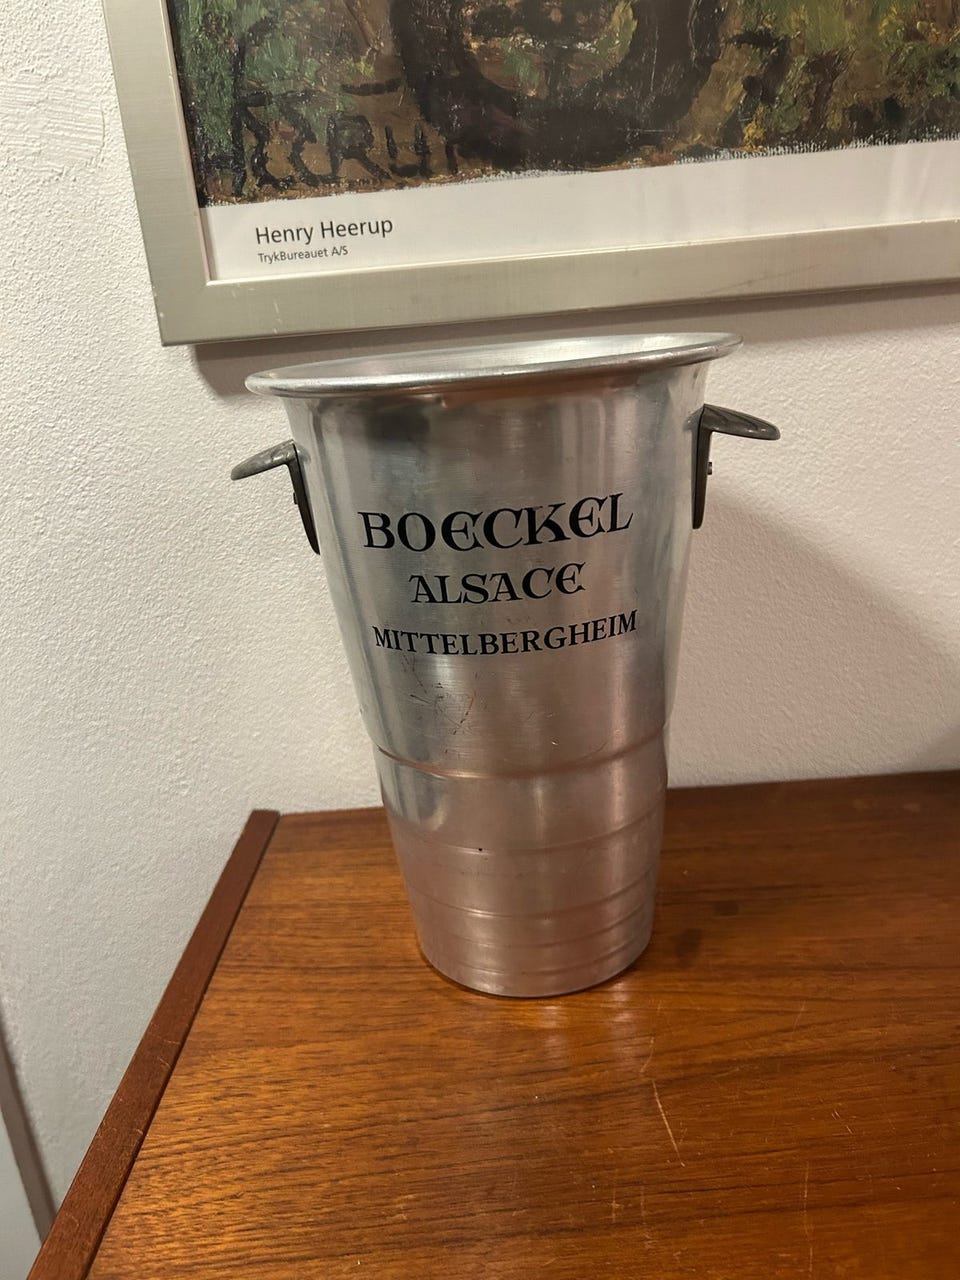 Henry Heerup
TrykBureauet A/S
BOECKEL
ALSACE
MITTELBERGHEIM